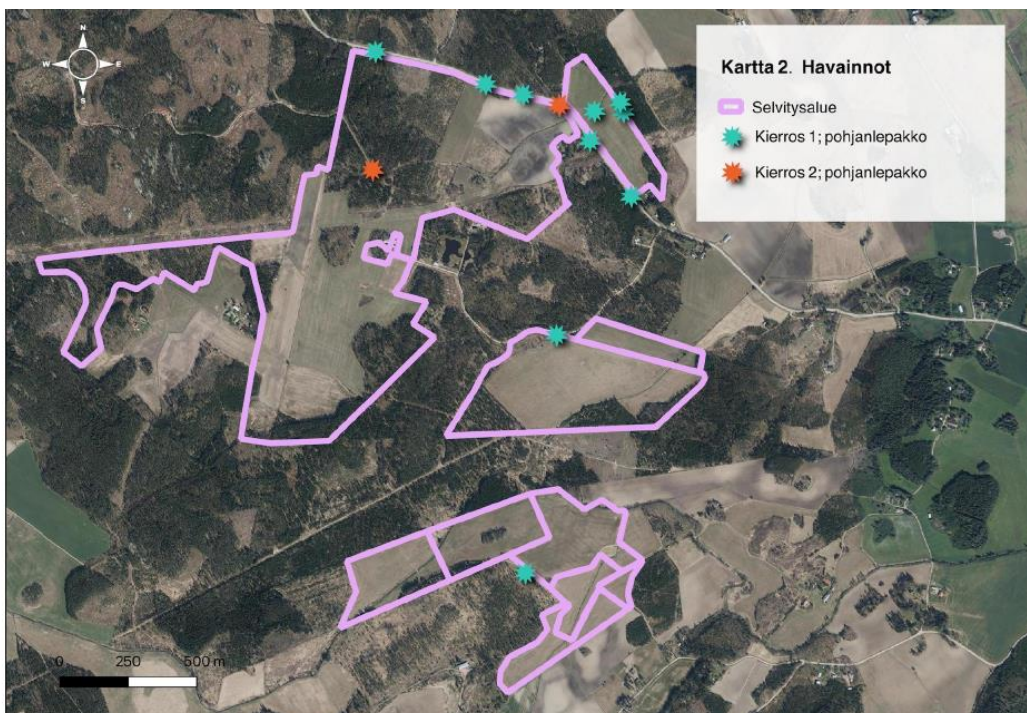 N
W E
S
Kartta 2. Havainnot
Selvitysalue
Kierros 1; pohjanlepakko
Kierros 2; pohjanlepakko
0 250 500 m